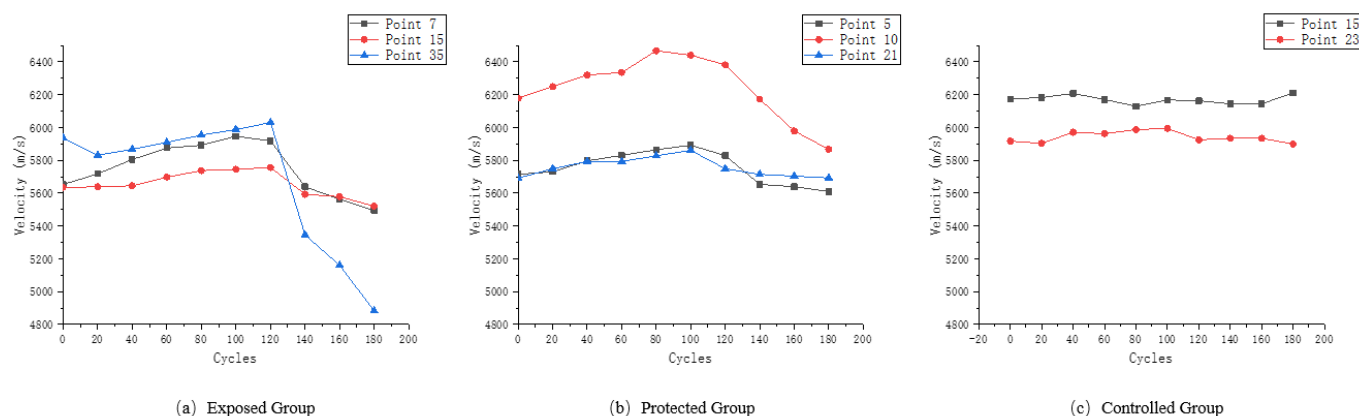 Point 7
Point 15
Point 35
6400
6200
6000
5800
5600
5400
5200
5000
4800
Velocity (m/s)
0 20 40 60 80 100 120 140 160 180 200
Cycles
(a) Exposed Group
Point 5
Point 10
Point 21
6400
6200
6000
5800
5600
5400
5200
5000
4800
Velocity (m/s)
0 20 40 60 80 100 120 140 160 180 200
Cycles
(b) Protected Group
Point 15
Point 23
6400
6200
6000
5800
5600
5400
5200
5000
4800
Velocity (m/s)
-20 0 20 40 60 80 100 120 140 160 180 200
Cycles
(c) Controlled Group